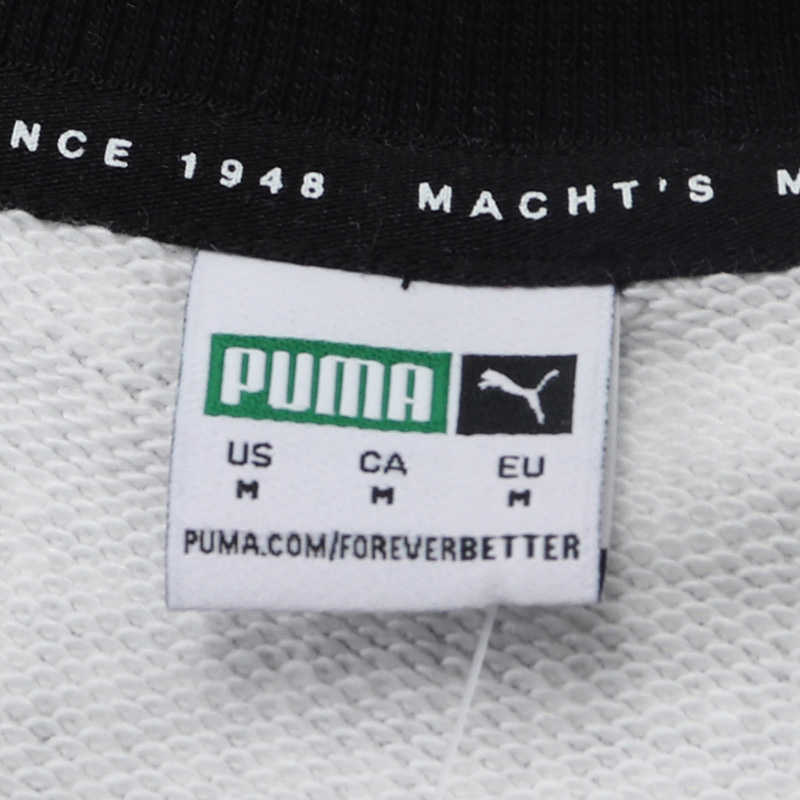 NCE 1948 MACHT'S M
PUMA
US CA EU
M M M
PUMA.COM/FOREVERBETTER